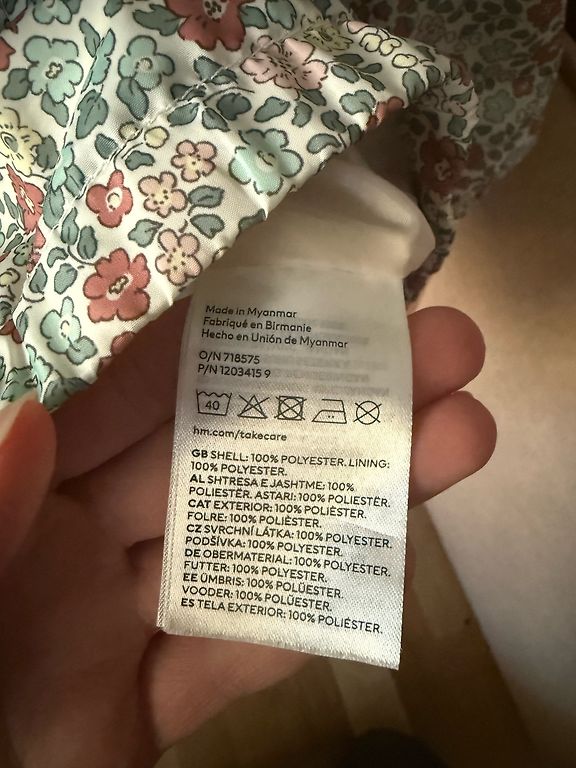 Made in Myanmar
Fabriqué en Birmanie
Hecho en Unión de Myanmar
O/N 718575
P/N 1203415 9
40
hm.com/takecare
GB SHELL: 100% POLYESTER. LINING:
100% POLYESTER.
AL SHTRESA E JASHTME: 100%
POLIESTËR. ASTARI: 100% POLIESTËR.
CAT EXTERIOR: 100% POLIÈSTER.
FOLRE: 100% POLIÈSTER.
CZ SVRCHNÍ LÁTKA: 100% POLYESTER.
PODŠÍVKA: 100% POLYESTER.
DE OBERMATERIAL: 100% POLYESTER.
FUTTER: 100% POLYESTER.
EE ÜMBRIS: 100% POLÜESTER.
VOODER: 100% POLÜESTER.
ES TELA EXTERIOR: 100% POLIÉSTER.